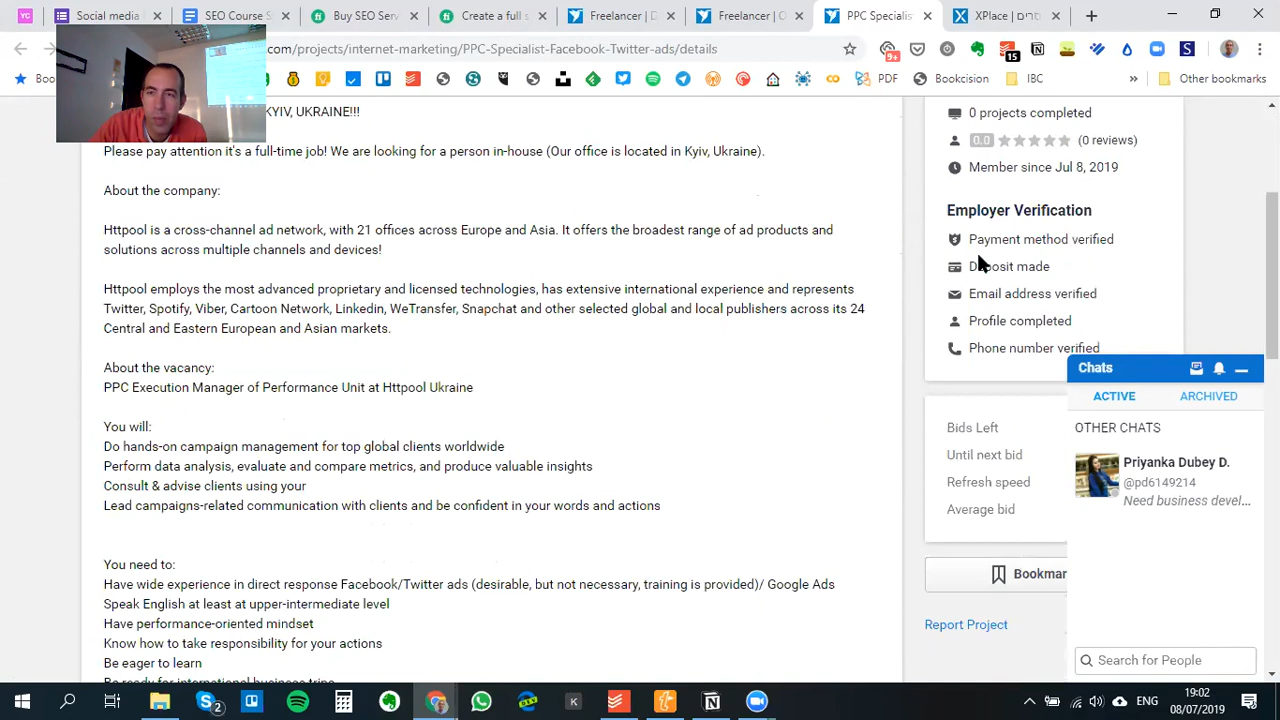 Social media
SEO Course S
Buy SEO Serv
Create a full s
Freelancer | D
Freelancer | O
PPC Specialis
XPlace | סרים
.com/projects/internet-marketing/PPC-Specialist-Facebook-Twitter-ads/details
9+
15
Boo
PDF
Bookcision
IBC
Other bookmarks
KYIV, UKRAINE!!!
Please pay attention it's a full-time job! We are looking for a person in-house (Our office is located in Kyiv, Ukraine).
About the company:
Httpool is a cross-channel ad network, with 21 offices across Europe and Asia. It offers the broadest range of ad products and
solutions across multiple channels and devices!
Httpool employs the most advanced proprietary and licensed technologies, has extensive international experience and represents
Twitter, Spotify, Viber, Cartoon Network, Linkedin, WeTransfer, Snapchat and other selected global and local publishers across its 24
Central and Eastern European and Asian markets.
About the vacancy:
PPC Execution Manager of Performance Unit at Httpool Ukraine
You will:
Do hands-on campaign management for top global clients worldwide
Perform data analysis, evaluate and compare metrics, and produce valuable insights
Consult & advise clients using your
Lead campaigns-related communication with clients and be confident in your words and actions
You need to:
Have wide experience in direct response Facebook/Twitter ads (desirable, but not necessary, training is provided)/ Google Ads
Speak English at least at upper-intermediate level
Have performance-oriented mindset
Know how to take responsibility for your actions
Be eager to learn
Be ready for international business trips
0 projects completed
0.0 (0 reviews)
Member since Jul 8, 2019
Employer Verification
Payment method verified
Deposit made
Email address verified
Profile completed
Phone number verified
Bids Left
Until next bid
Refresh speed
Average bid
Bookmar
Report Project
Chats
ACTIVE
ARCHIVED
OTHER CHATS
Priyanka Dubey D.
@pd6149214
Need business devel...
Search for People
2
ENG
19:02
08/07/2019